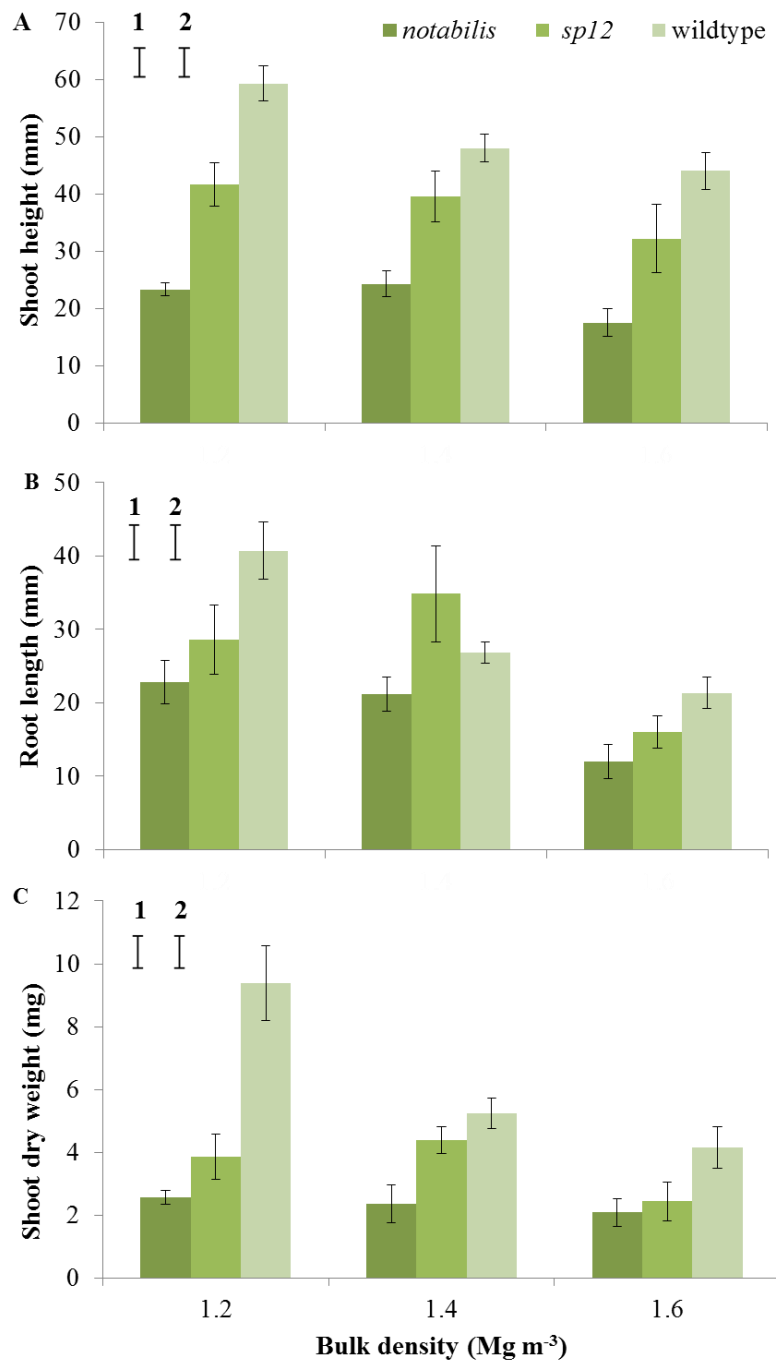 A
70
1 2
notabilis sp12 wildtype
60
50
40
30
20
10
0
Shoot height (mm)
B
50
1 2
40
30
20
10
0
Root length (mm)
C
12
1 2
10
8
6
4
2
0
Shoot dry weight (mg)
1.2 1.4 1.6
Bulk density (Mg m⁻³)